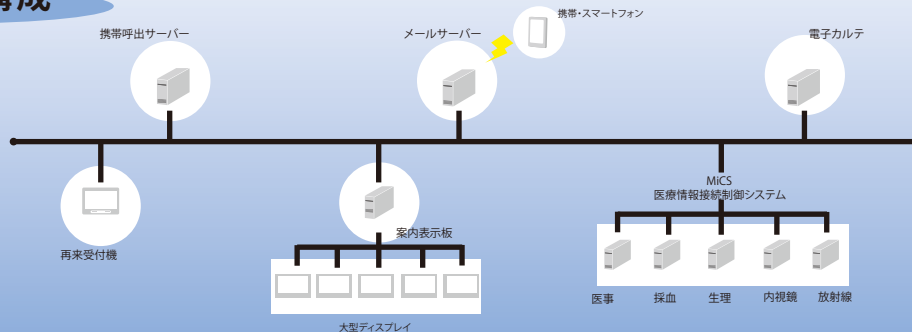 構成
携帯・スマートフォン
携帯呼出サーバー
メールサーバー
電子カルテ
MiCS
医療情報接続制御システム
再来受付機
案内表示板
医事
採血
生理
内視鏡
放射線
大型ディスプレイ